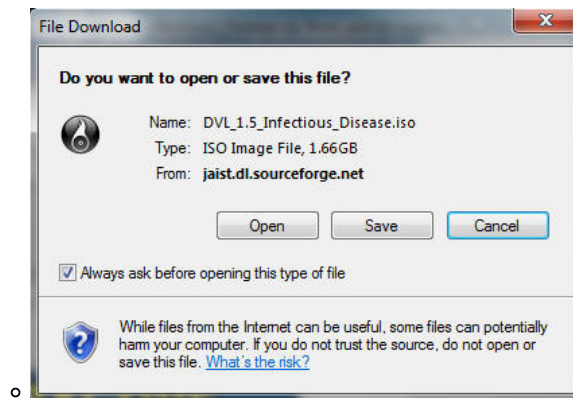 File Download
Do you want to open or save this file?
Name: DVL_1.5_Infectious_Disease.iso
Type: ISO Image File, 1.66GB
From: jaist.dl.sourceforge.net
Open Save Cancel
Always ask before opening this type of file
While files from the Internet can be useful, some files can potentially
harm your computer. If you do not trust the source, do not open or
save this file. What's the risk?